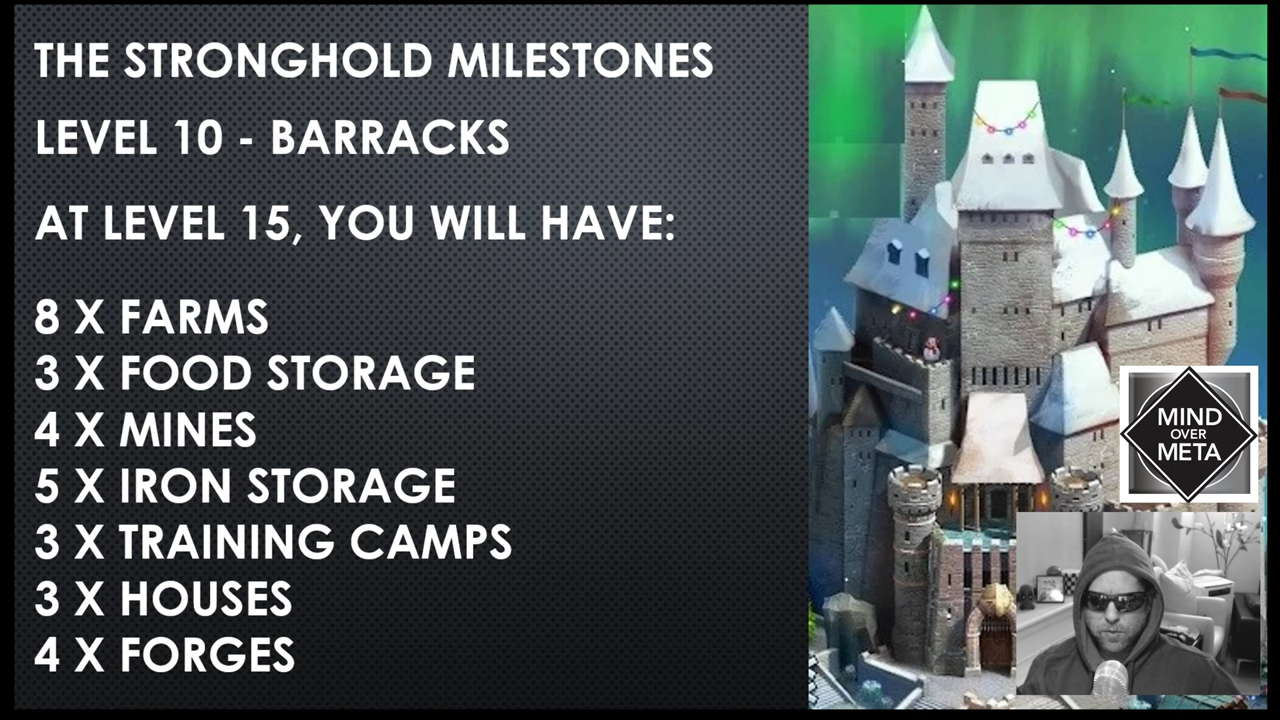 THE STRONGHOLD MILESTONES
LEVEL 10 - BARRACKS
AT LEVEL 15, YOU WILL HAVE:
8 X FARMS
3 X FOOD STORAGE
4 X MINES
5 X IRON STORAGE
3 X TRAINING CAMPS
3 X HOUSES
4 X FORGES
MIND
OVER
META